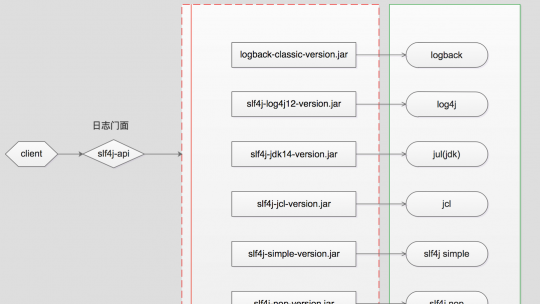 logback-classic-version.jar
logback
slf4j-log4j12-version.jar
log4j
日志门面
client
slf4j-api
slf4j-jdk14-version.jar
jul(jdk)
slf4j-jcl-version.jar
jcl
slf4j-simple-version.jar
slf4j simple
slf4j-nop-version.jar
slf4j nop